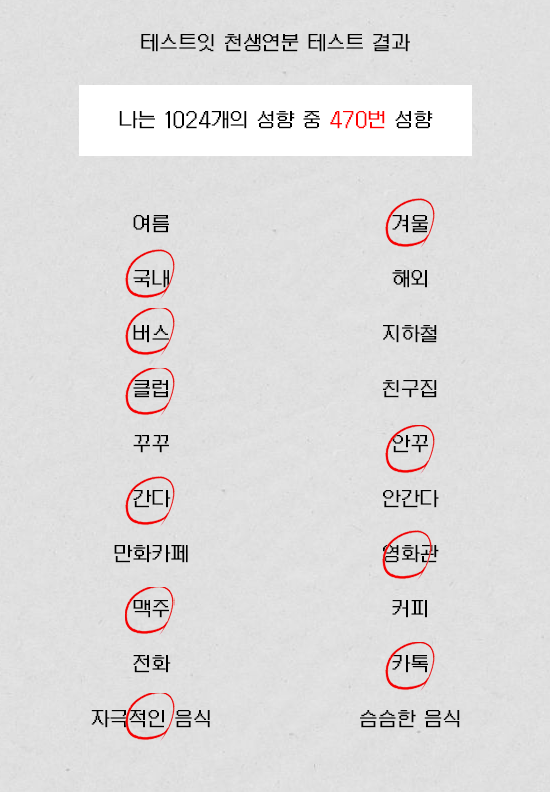 테스트잇 천생연분 테스트 결과
나는 1024개의 성향 중 470번 성향
여름 겨울
국내 해외
버스 지하철
클럽 친구집
꾸꾸 안꾸
간다 안간다
만화카페 영화관
맥주 커피
전화 카톡
자극적인 음식 슴슴한 음식